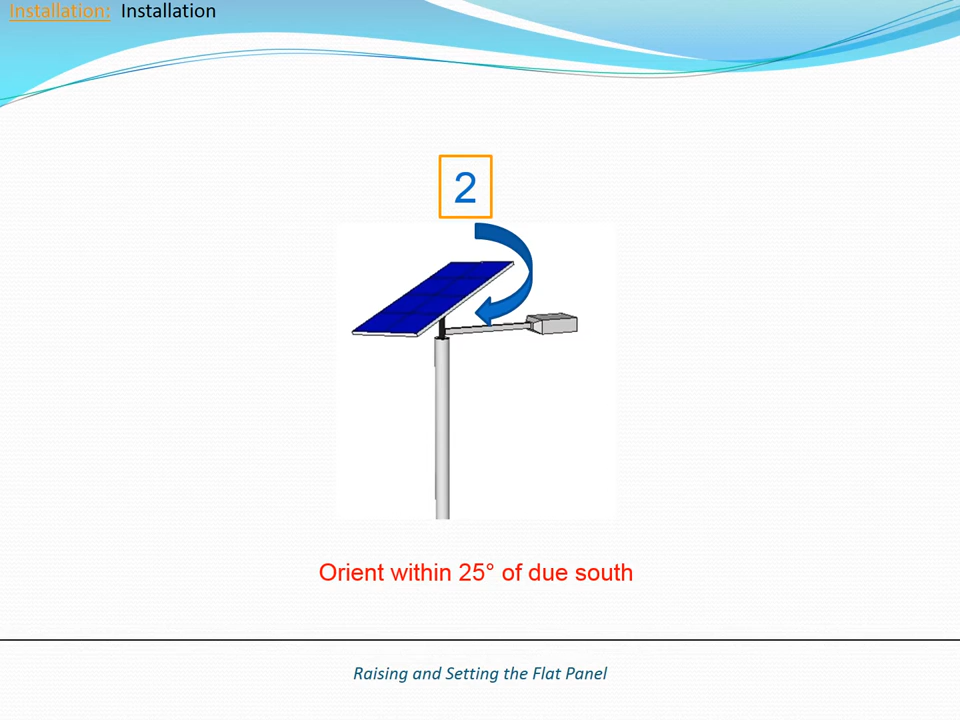 Installation: Installation
2
Orient within 25° of due south
Raising and Setting the Flat Panel